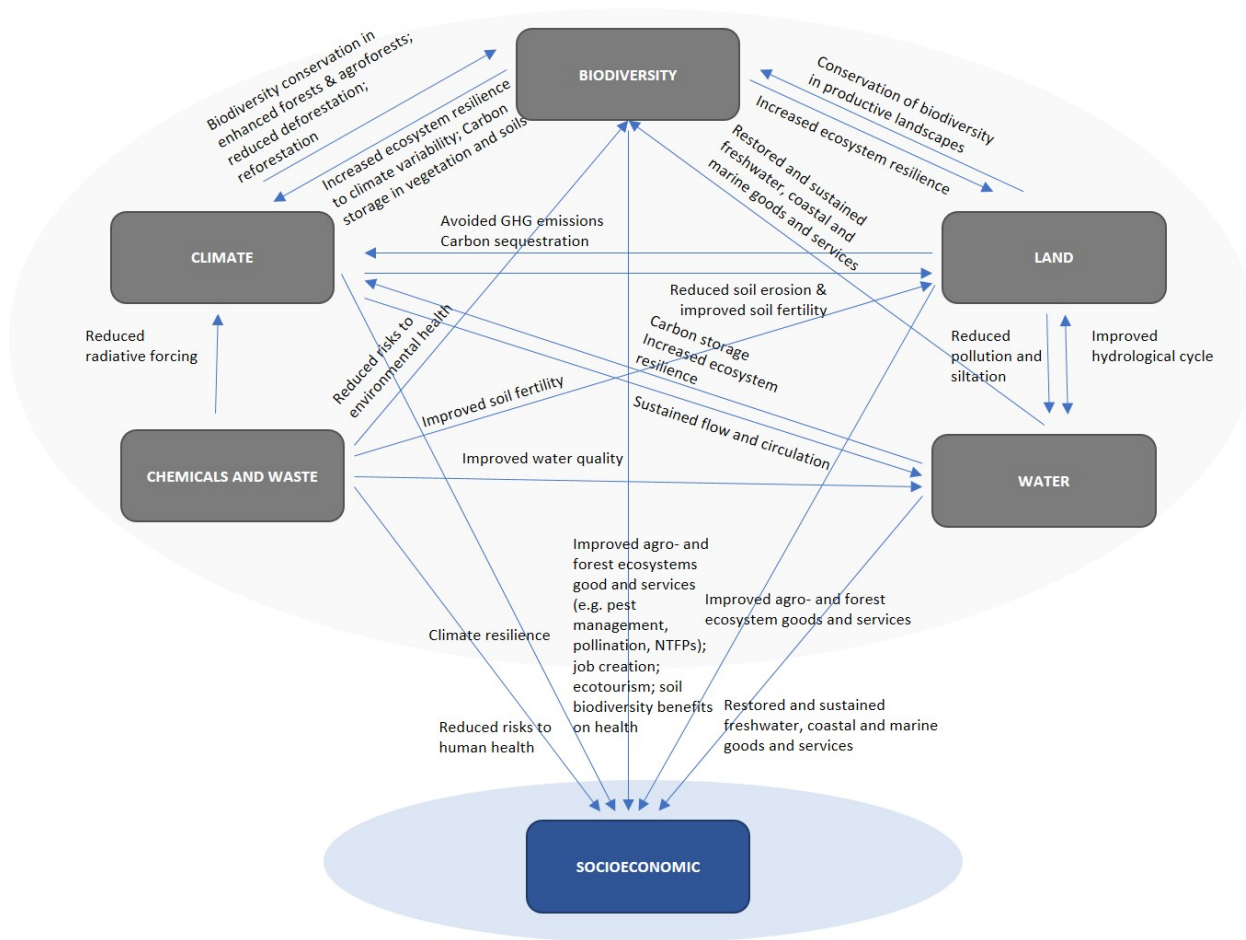 BIODIVERSITY
Biodiversity conservation in
enhanced forests & agroforests;
reduced deforestation;
reforestation
Increased ecosystem resilience
to climate variability; Carbon
storage in vegetation and soils
Conservation of biodiversity
in productive landscapes
Increased ecosystem resilience
Restored and sustained
freshwater, coastal and
marine goods and services
CLIMATE
Avoided GHG emissions
Carbon sequestration
LAND
Reduced soil erosion &
improved soil fertility
Reduced
radiative forcing
Reduced risks to
environmental health
Carbon storage
Increased ecosystem
resilience
Reduced
pollution and
siltation
Improved
hydrological cycle
Improved soil fertility
Sustained flow and circulation
CHEMICALS AND WASTE
Improved water quality
WATER
Improved agro- and
forest ecosystems
good and services
(e.g. pest
management,
pollination, NTFPs);
job creation;
ecotourism; soil
biodiversity benefits
on health
Improved agro- and forest
ecosystem goods and services
Climate resilience
Reduced risks to
human health
Restored and sustained
freshwater, coastal and marine
goods and services
SOCIOECONOMIC